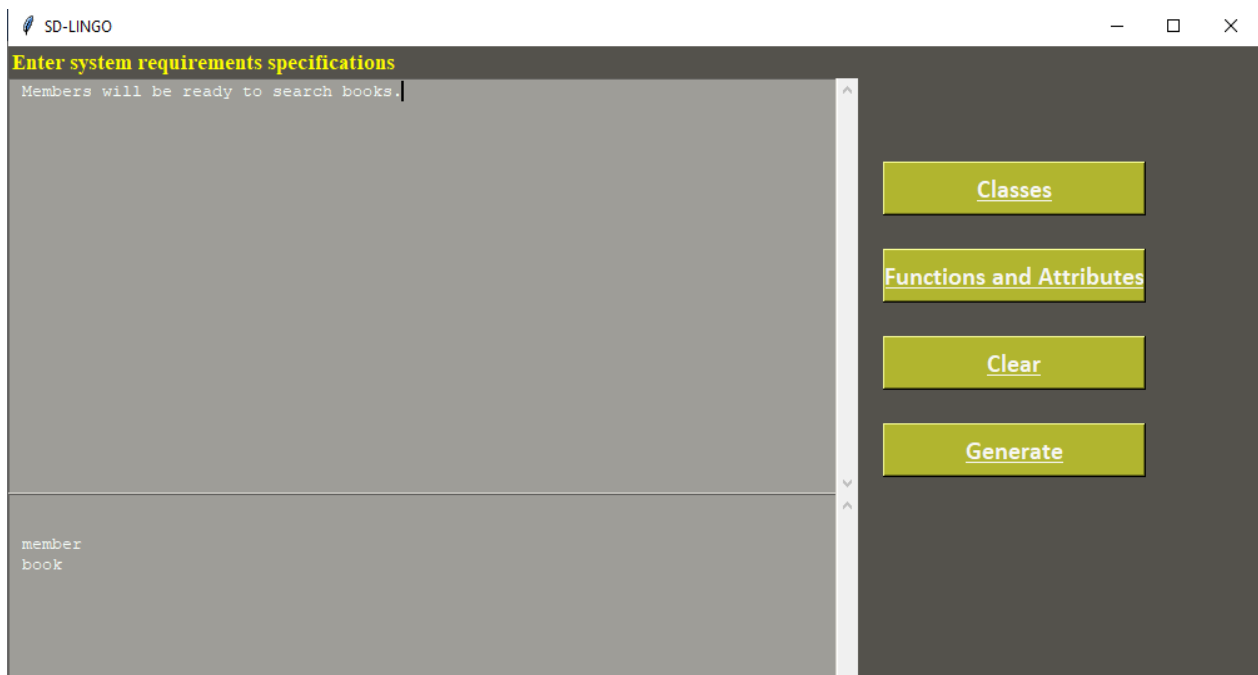 SD-LINGO
Enter system requirements specifications
Members will be ready to search books.
Classes
Functions and Attributes
Clear
Generate
member
book